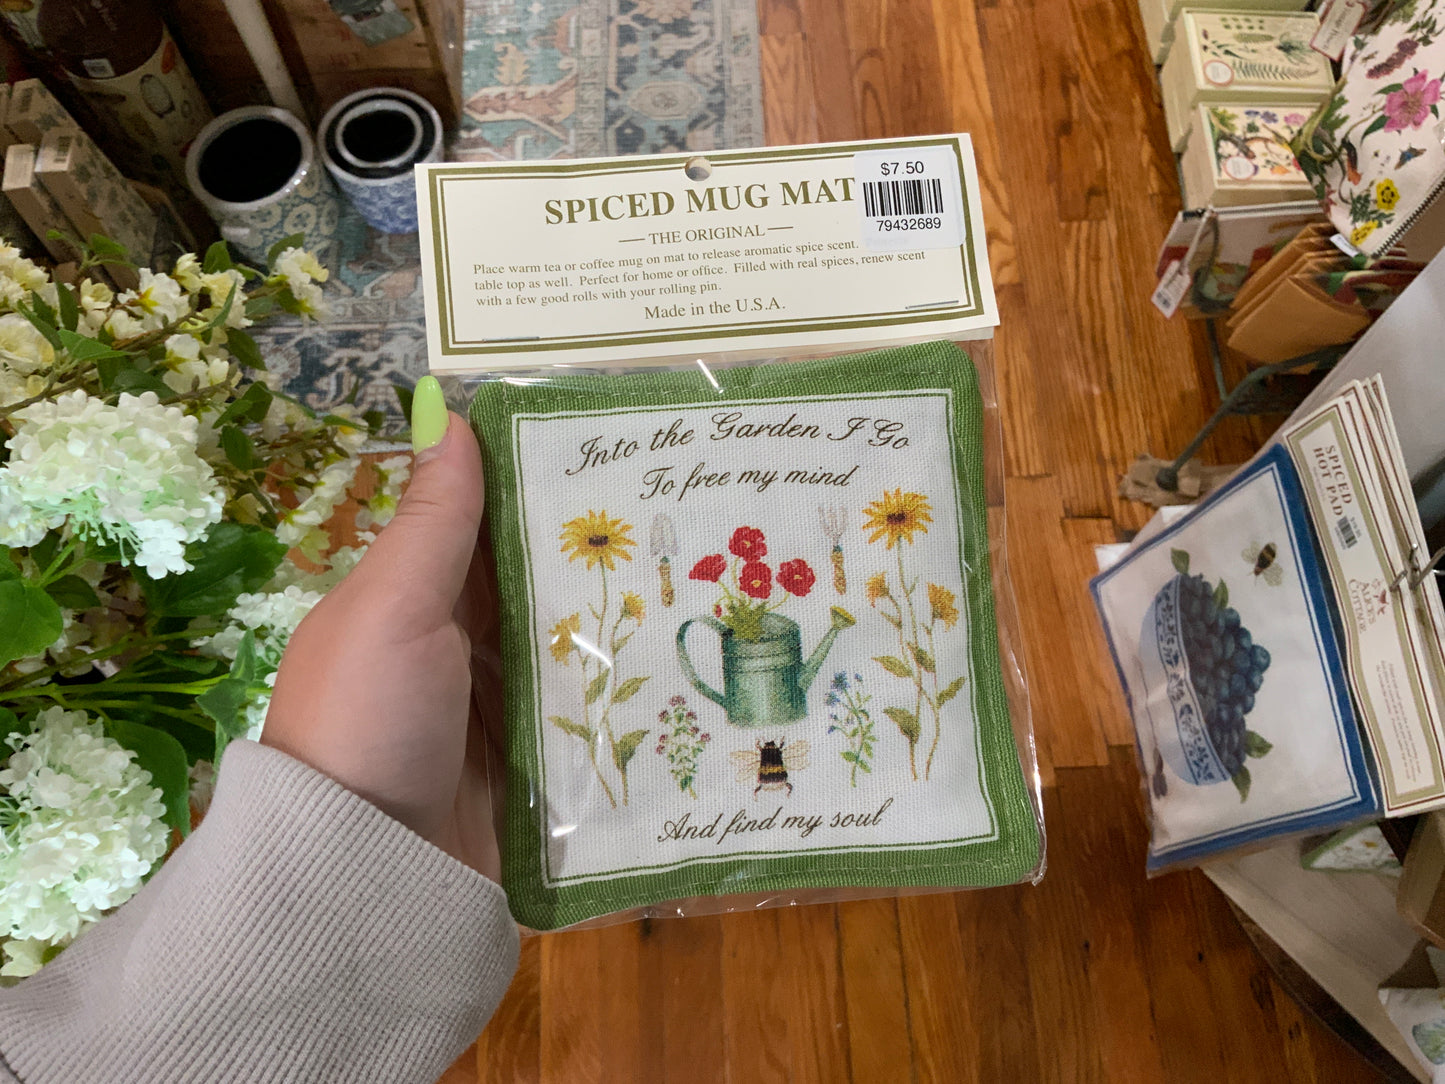 SPICED MUG MAT
$7.50
79432689
THE ORIGINAL
Place warm tea or coffee mug on mat to release aromatic spice scent.
table top as well. Perfect for home or office. Filled with real spices, renew scent
with a few good rolls with your rolling pin.
Made in the U.S.A.
Into the Garden I Go
To free my mind
And find my soul
SPICED
HOT PAD
ALICE'S
COTTAGE